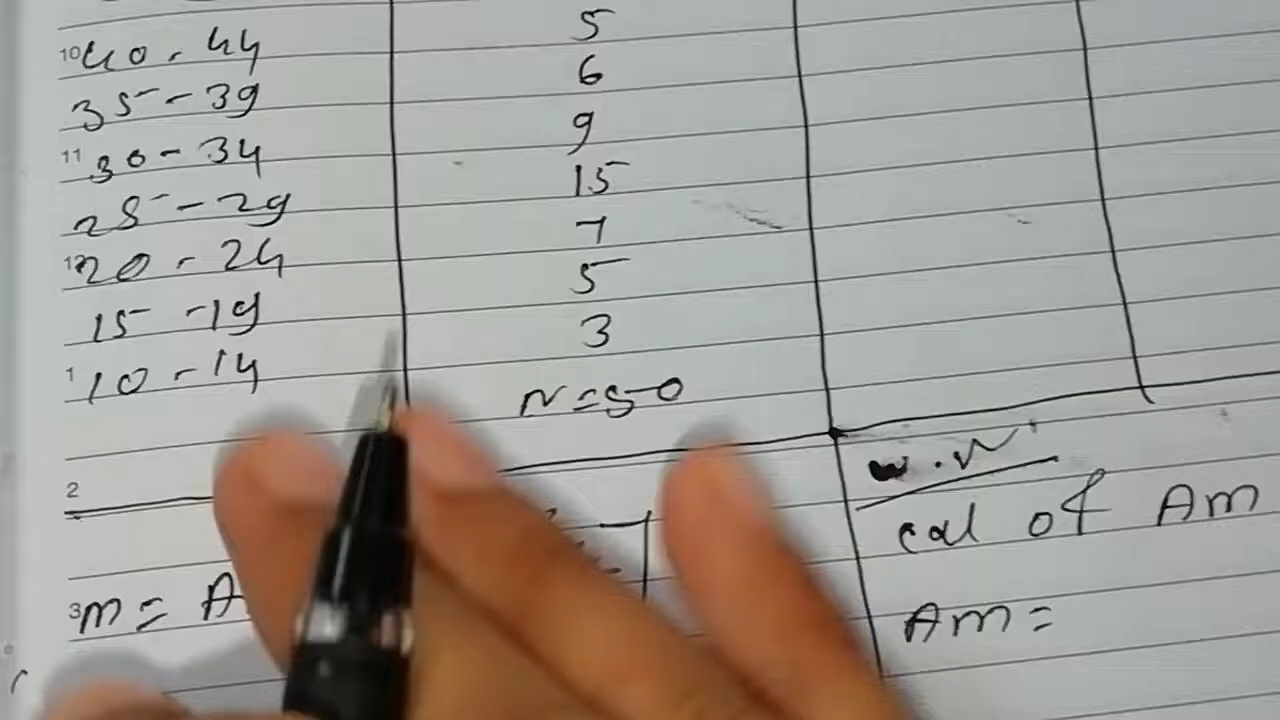 5
10 40 - 44
6
35 - 39
9
11 30 - 34
15
25 - 29
7
12 20 - 24
5
15 - 19
3
1 10 - 14
N = 50
2
W.N
cal of AM
3 M = A
AM =